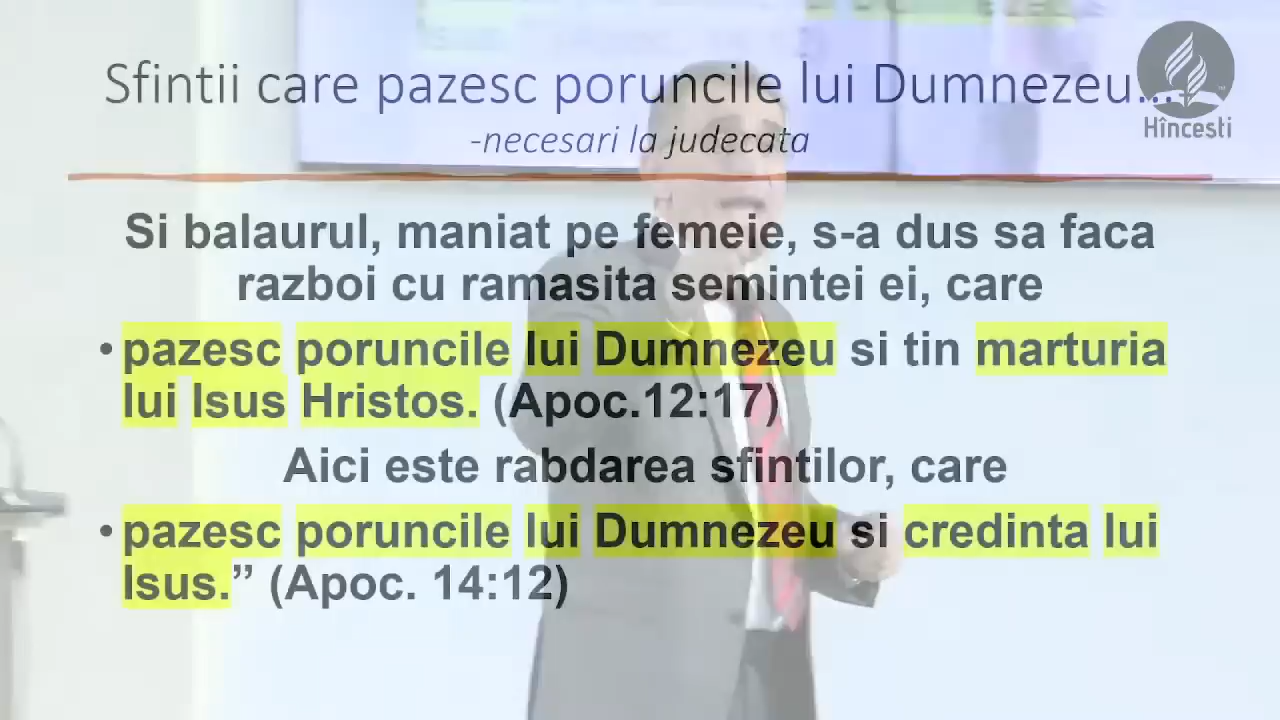 Sfintii care pazesc poruncile lui Dumnezeu...
-necesari la judecata
Hîncesti
Si balaurul, maniat pe femeie, s-a dus sa faca
razboi cu ramasita semintei ei, care
• pazesc poruncile lui Dumnezeu si tin marturia
lui Isus Hristos. (Apoc.12:17)
Aici este rabdarea sfintilor, care
• pazesc poruncile lui Dumnezeu si credinta lui
Isus.” (Apoc. 14:12)